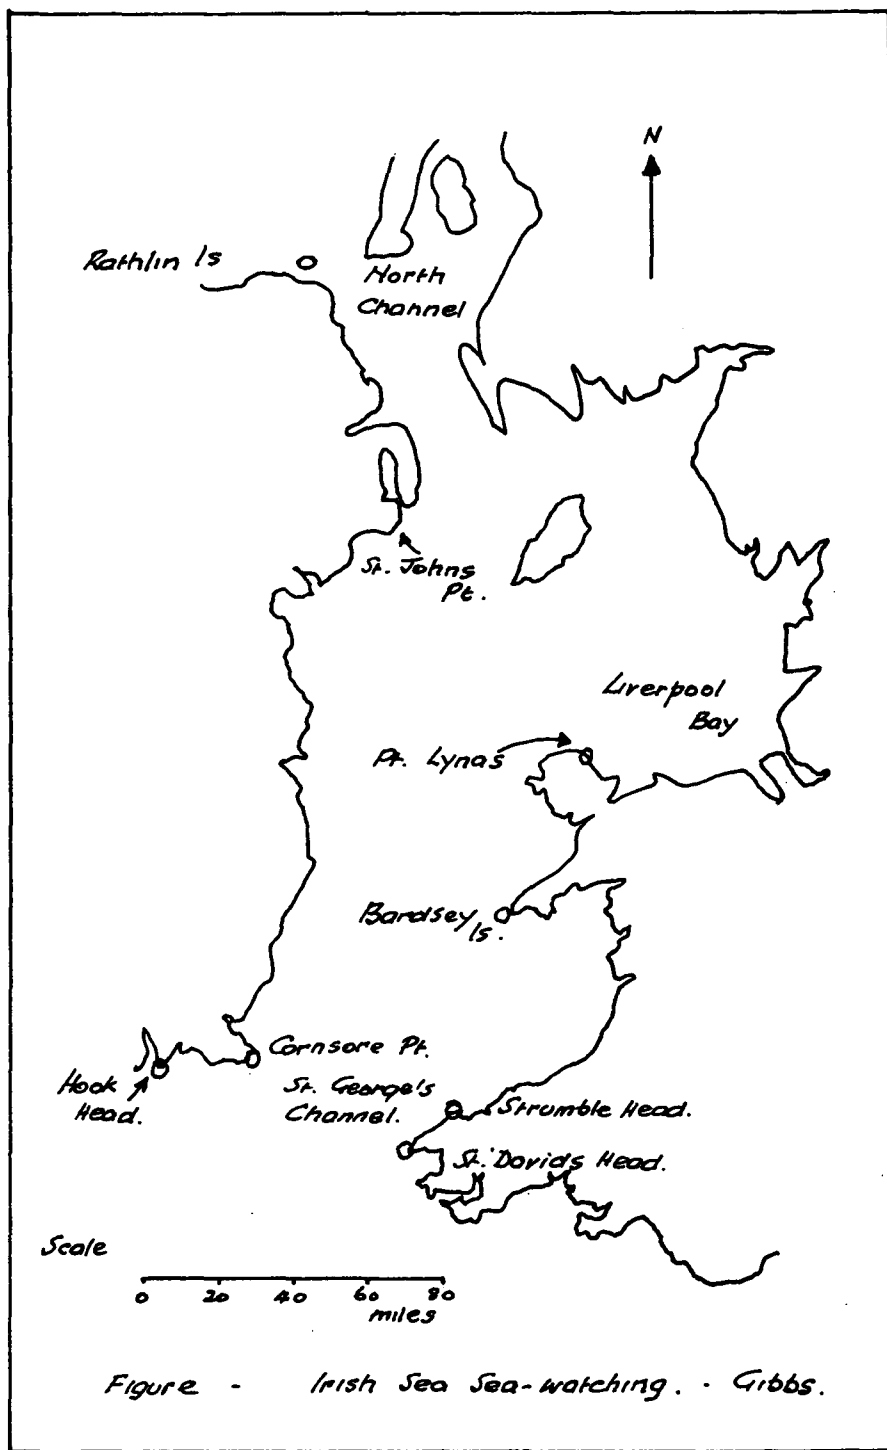 N
Rathlin Is
North
Channel
St. Johns
Pt.
Liverpool
Bay
Pt. Lynas
Bardsey
Is.
Cornsore Pt.
Hook
Head.
St. George's
Channel.
Strumble Head.
St. Davids Head.
Scale
0 20 40 60 80
miles
Figure - Irish Sea Sea-watching. - Gibbs.